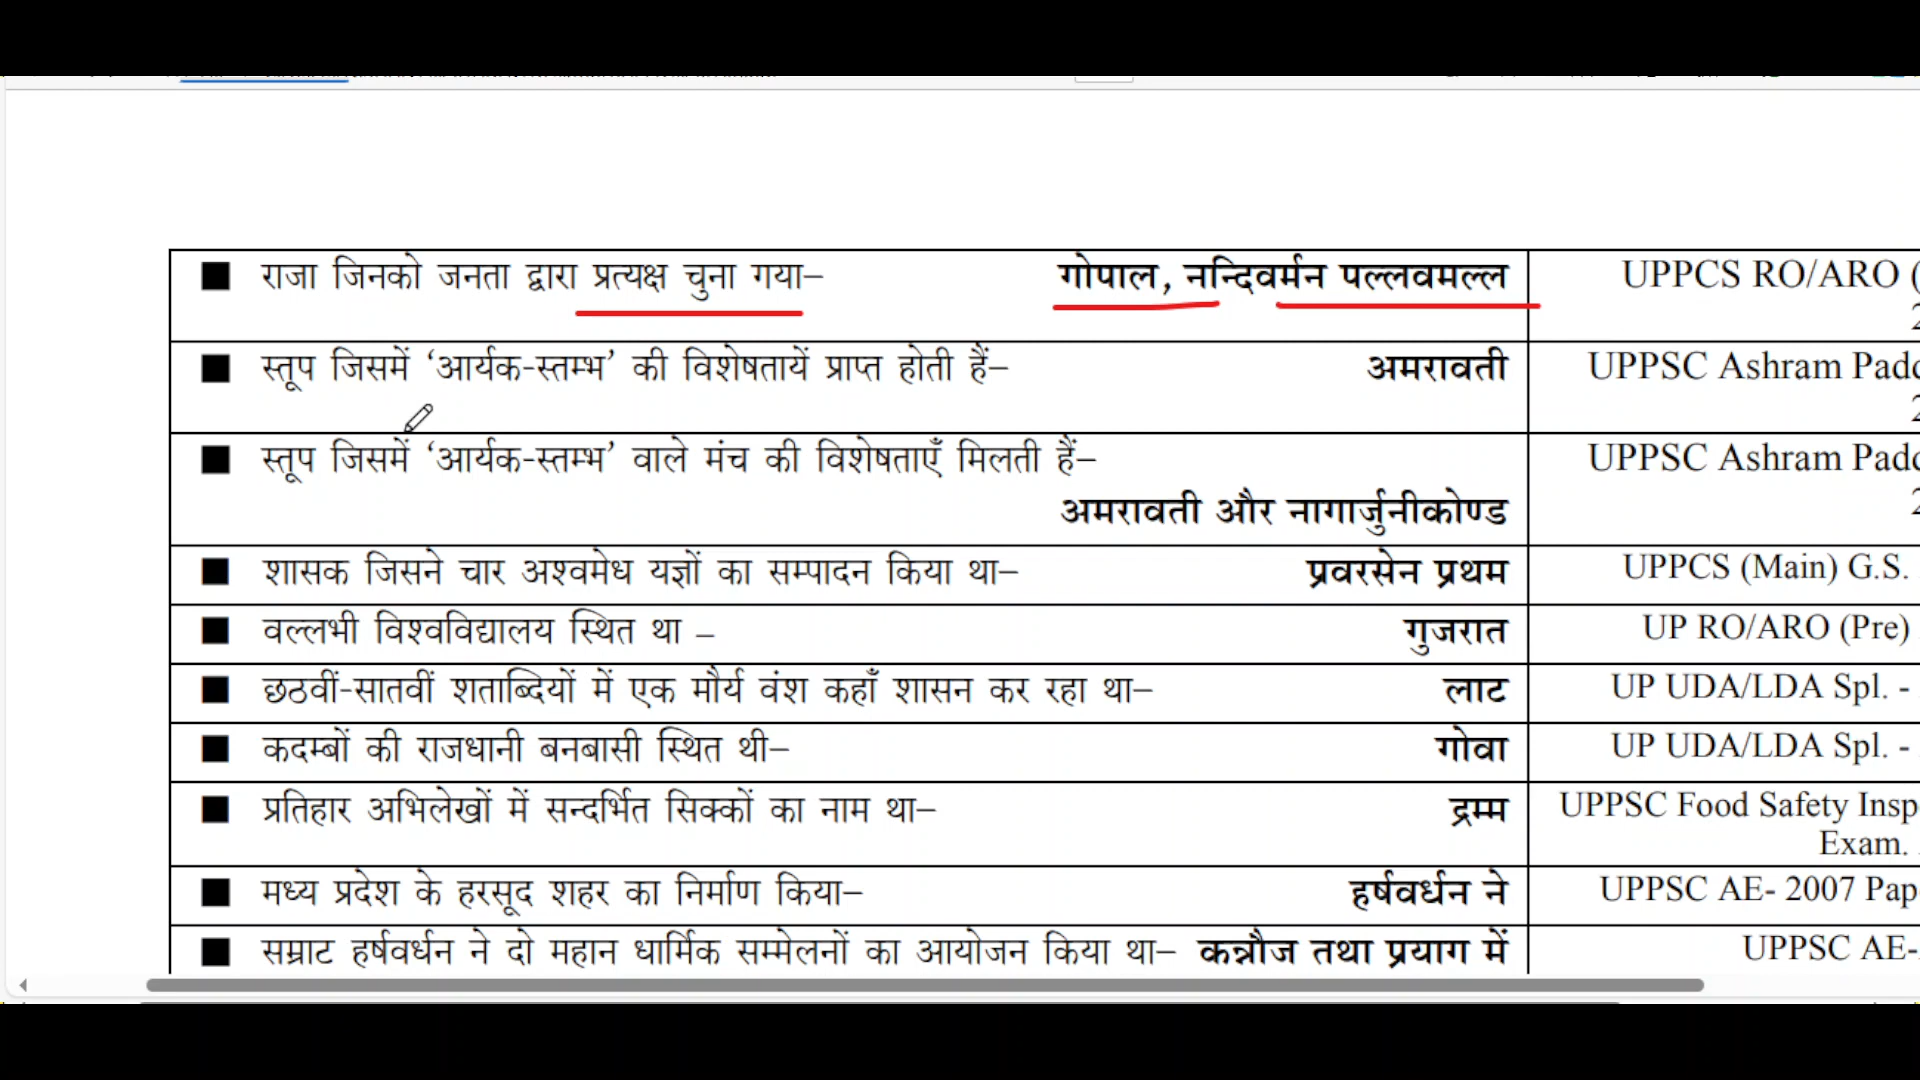 ■ राजा जिनको जनता द्वारा प्रत्यक्ष चुना गया– गोपाल, नन्दिवर्मन पल्लवमल्ल UPPCS RO/ARO (
■ स्तूप जिसमें ‘आर्यक-स्तम्भ’ की विशेषतायें प्राप्त होती हैं– अमरावती UPPSC Ashram
■ स्तूप जिसमें ‘आर्यक-स्तम्भ’ वाले मंच की विशेषताएँ मिलती हैं– UPPSC Ashram
अमरावती और नागार्जुनीकोण्ड
■ शासक जिसने चार अश्वमेध यज्ञों का सम्पादन किया था– प्रवरसेन प्रथम UPPCS (Main) G.S.
■ वल्लभी विश्वविद्यालय स्थित था – गुजरात UP RO/ARO (Pre)
■ छठवीं-सातवीं शताब्दियों में एक मौर्य वंश कहाँ शासन कर रहा था– लाट UP UDA/LDA Spl. -
■ कदम्बों की राजधानी बनबासी स्थित थी– गोवा UP UDA/LDA Spl. -
■ प्रतिहार अभिलेखों में सन्दर्भित सिक्कों का नाम था– द्रम्म UPPSC Food Safety Insp
Exam.
■ मध्य प्रदेश के हरसूद शहर का निर्माण किया– हर्षवर्धन ने UPPSC AE- 2007 Pap
■ सम्राट हर्षवर्धन ने दो महान धार्मिक सम्मेलनों का आयोजन किया था– कन्नौज तथा प्रयाग में UPPSC AE-